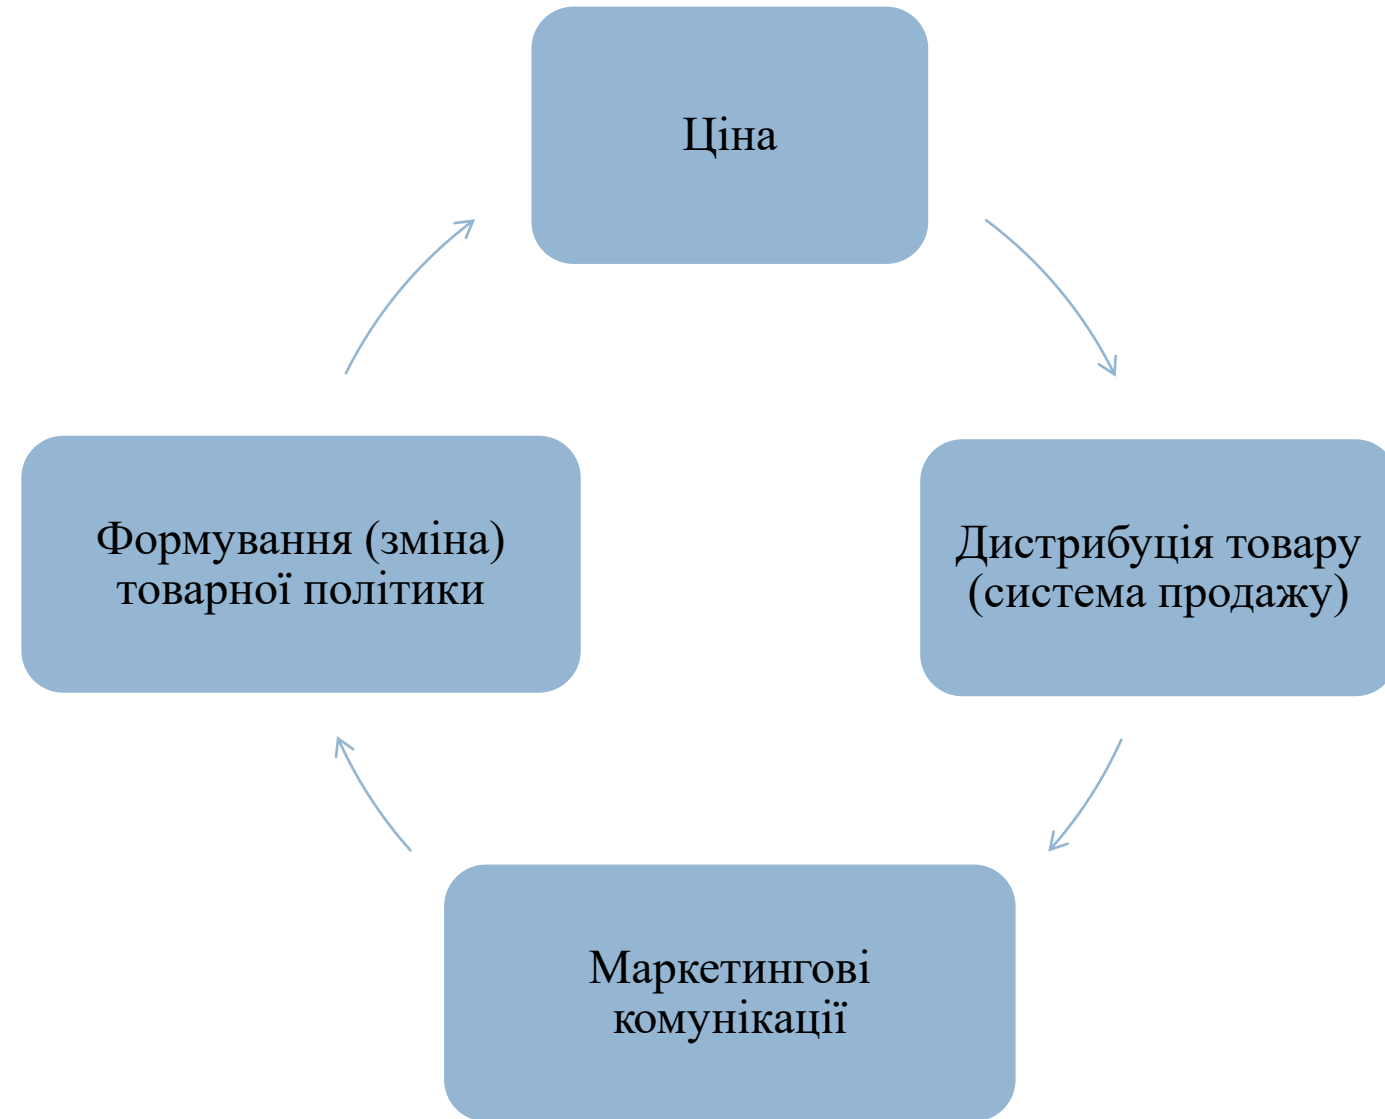 Ціна
Формування (зміна)
товарної політики
Дистрибуція товару
(система продажу)
Маркетингові
комунікації